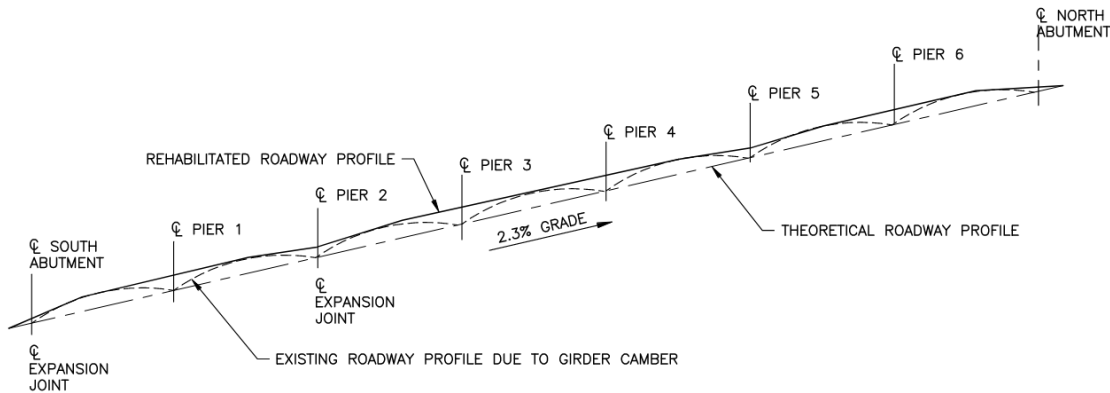 ℄ NORTH
ABUTMENT
℄ PIER 6
℄ PIER 5
℄ PIER 4
REHABILITATED ROADWAY PROFILE
℄ PIER 3
℄ PIER 2
℄ PIER 1
2.3% GRADE
THEORETICAL ROADWAY PROFILE
℄ SOUTH
ABUTMENT
℄
EXPANSION
JOINT
℄
EXPANSION
JOINT
EXISTING ROADWAY PROFILE DUE TO GIRDER CAMBER